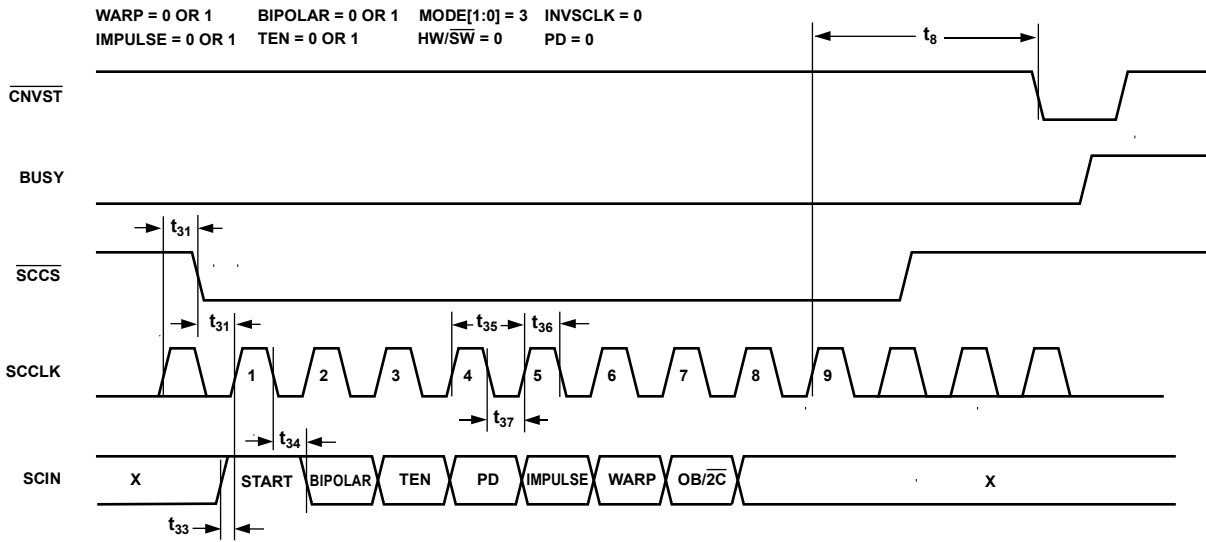 WARP = 0 OR 1 BIPOLAR = 0 OR 1 MODE[1:0] = 3 INVSCLK = 0
IMPULSE = 0 OR 1 TEN = 0 OR 1 HW/SW = 0 PD = 0
t8
CNVST
BUSY
t31
SCCS
t31 t35 t36
SCCLK 1 2 3 4 5 6 7 8 9
t37
t34
SCIN X START BIPOLAR TEN PD IMPULSE WARP OB/2C X
t33